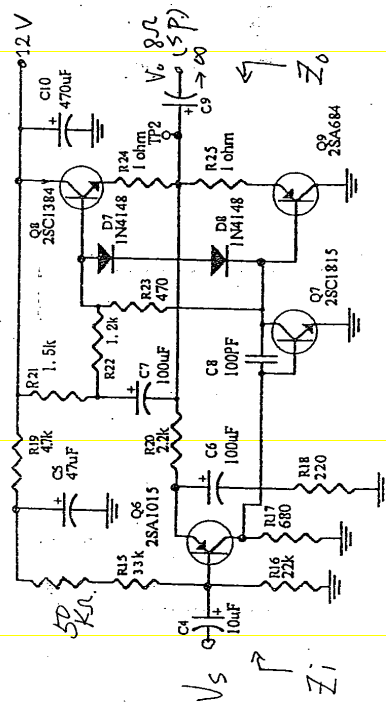 12 V
C10
470uF
Q8
2SC1384
R24
1 ohm
TP2
Vo 8Ω
(sp.)
→ ∞
C9
Zo
R25
1 ohm
Q9
2SA684
D7
1N4148
D8
1N4148
R21
1.5k
R22
1.2k
R23
470
C7
100uF
C8
100PF
Q7
2SC1815
R19
47k
C5
47uF
R20
2.2k
C6
100uF
R18
220
Q6
2SA1015
R17
680
50
KΩ
R15
33k
R16
22k
C4
10uF
Vs
Zi